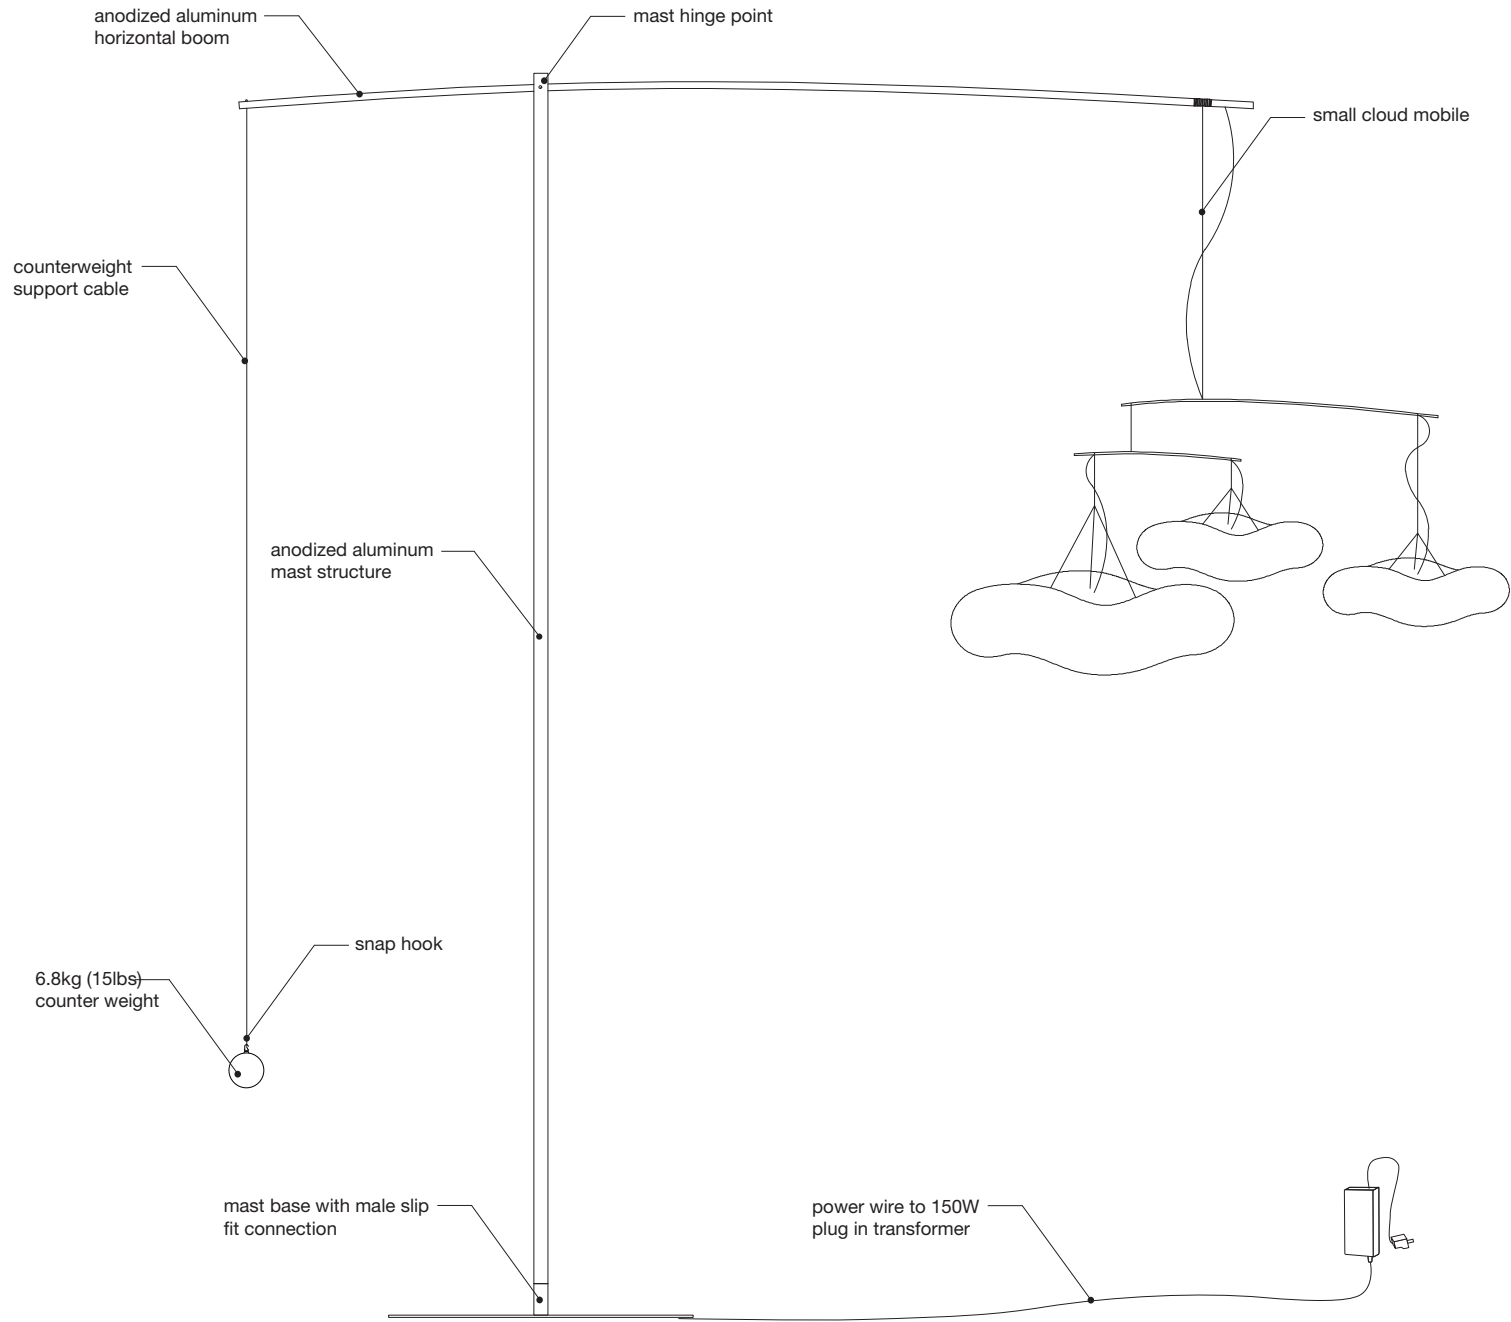 anodized aluminum
horizontal boom
mast hinge point
small cloud mobile
counterweight
support cable
anodized aluminum
mast structure
snap hook
6.8kg (15lbs)
counter weight
mast base with male slip
fit connection
power wire to 150W
plug in transformer